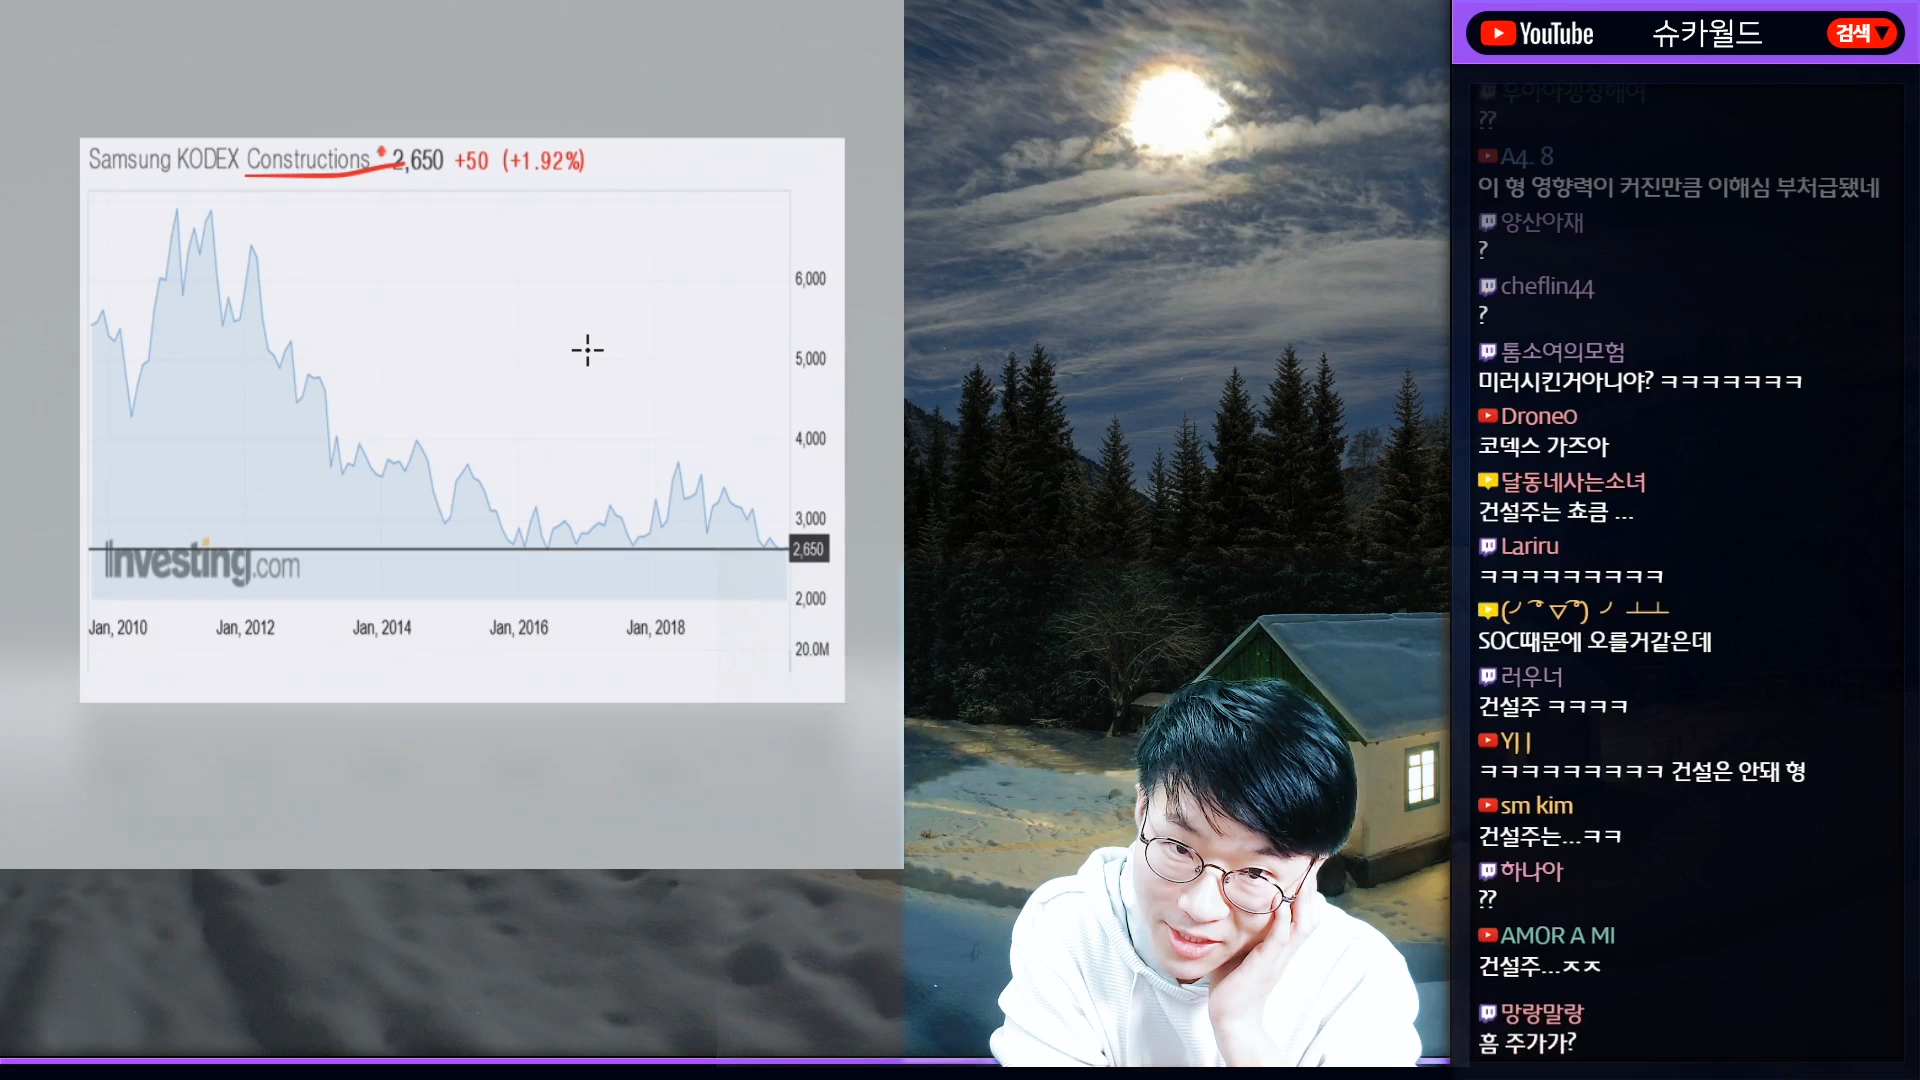 Samsung KODEX Constructions 2,650 +50 (+1.92%)
6,000
5,000
4,000
3,000
2,650
2,000
20.0M
Investing.com
Jan, 2010 Jan, 2012 Jan, 2014 Jan, 2016 Jan, 2018
YouTube 슈카월드 검색▼
??
A4. 8
이 형 영향력이 커진만큼 이해심 부처급됐네
양산아재
?
cheflin44
?
톰소여의모험
미러시킨거아니야? ㅋㅋㅋㅋㅋㅋㅋ
Drone0
코덱스 가즈아
달동네사는소녀
건설주는 쵸큼 ...
Lariru
ㅋㅋㅋㅋㅋㅋㅋㅋㅋ
SOC때문에 오를거같은데
러우너
건설주 ㅋㅋㅋㅋ
ㅋㅋㅋㅋㅋㅋㅋㅋㅋ 건설은 안돼 형
sm kim
건설주는...ㅋㅋ
하나아
??
AMOR A MI
건설주...ㅈㅈ
망랑말랑
흠 주가가?